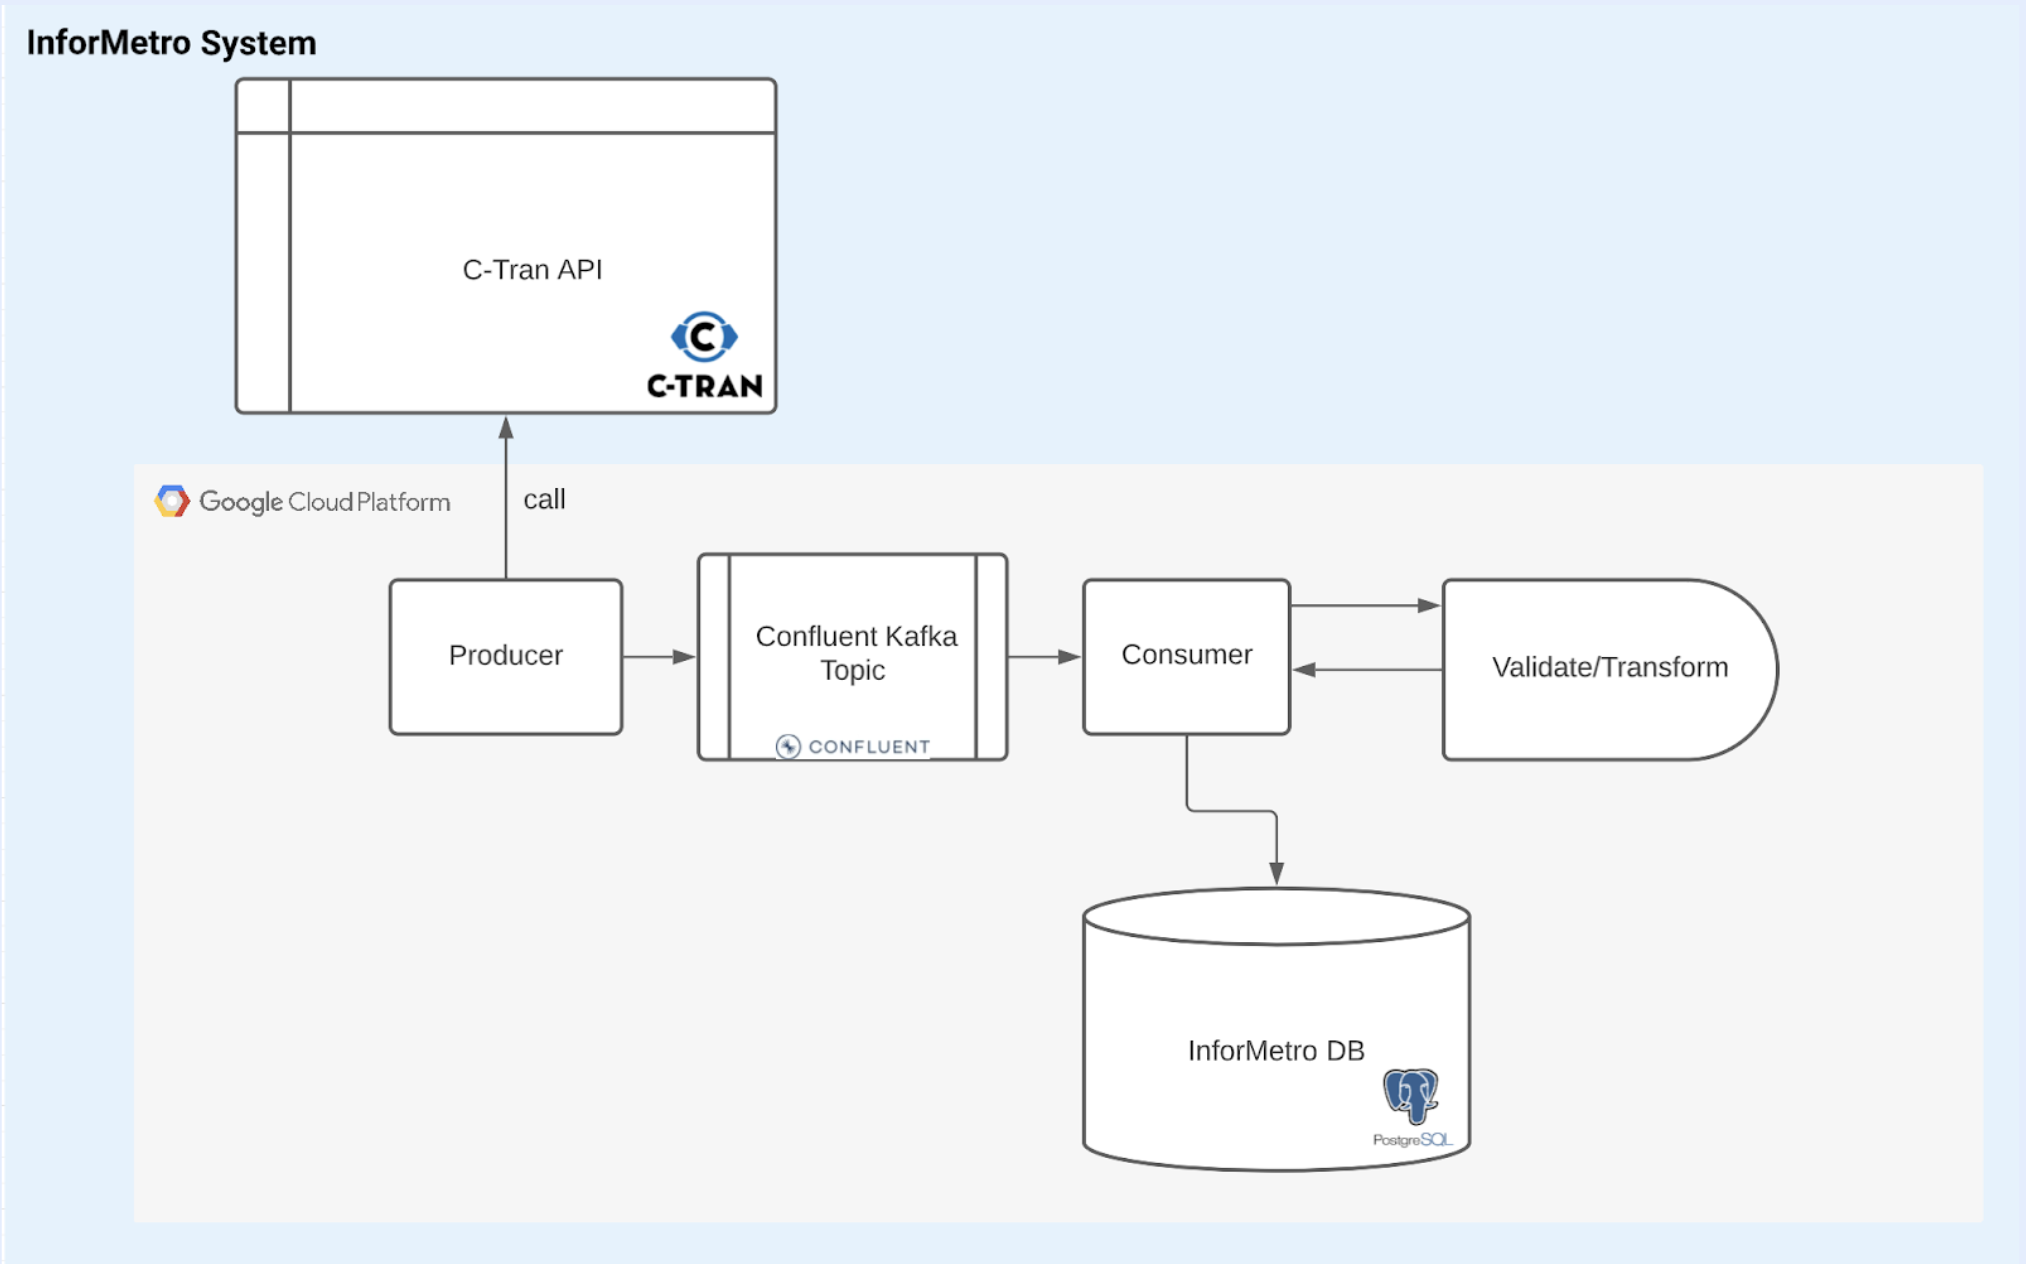 InforMetro System
C-Tran API
C
C-TRAN
Google Cloud Platform
call
Producer
Confluent Kafka
Topic
CONFLUENT
Consumer
Validate/Transform
InforMetro DB
PostgreSQL